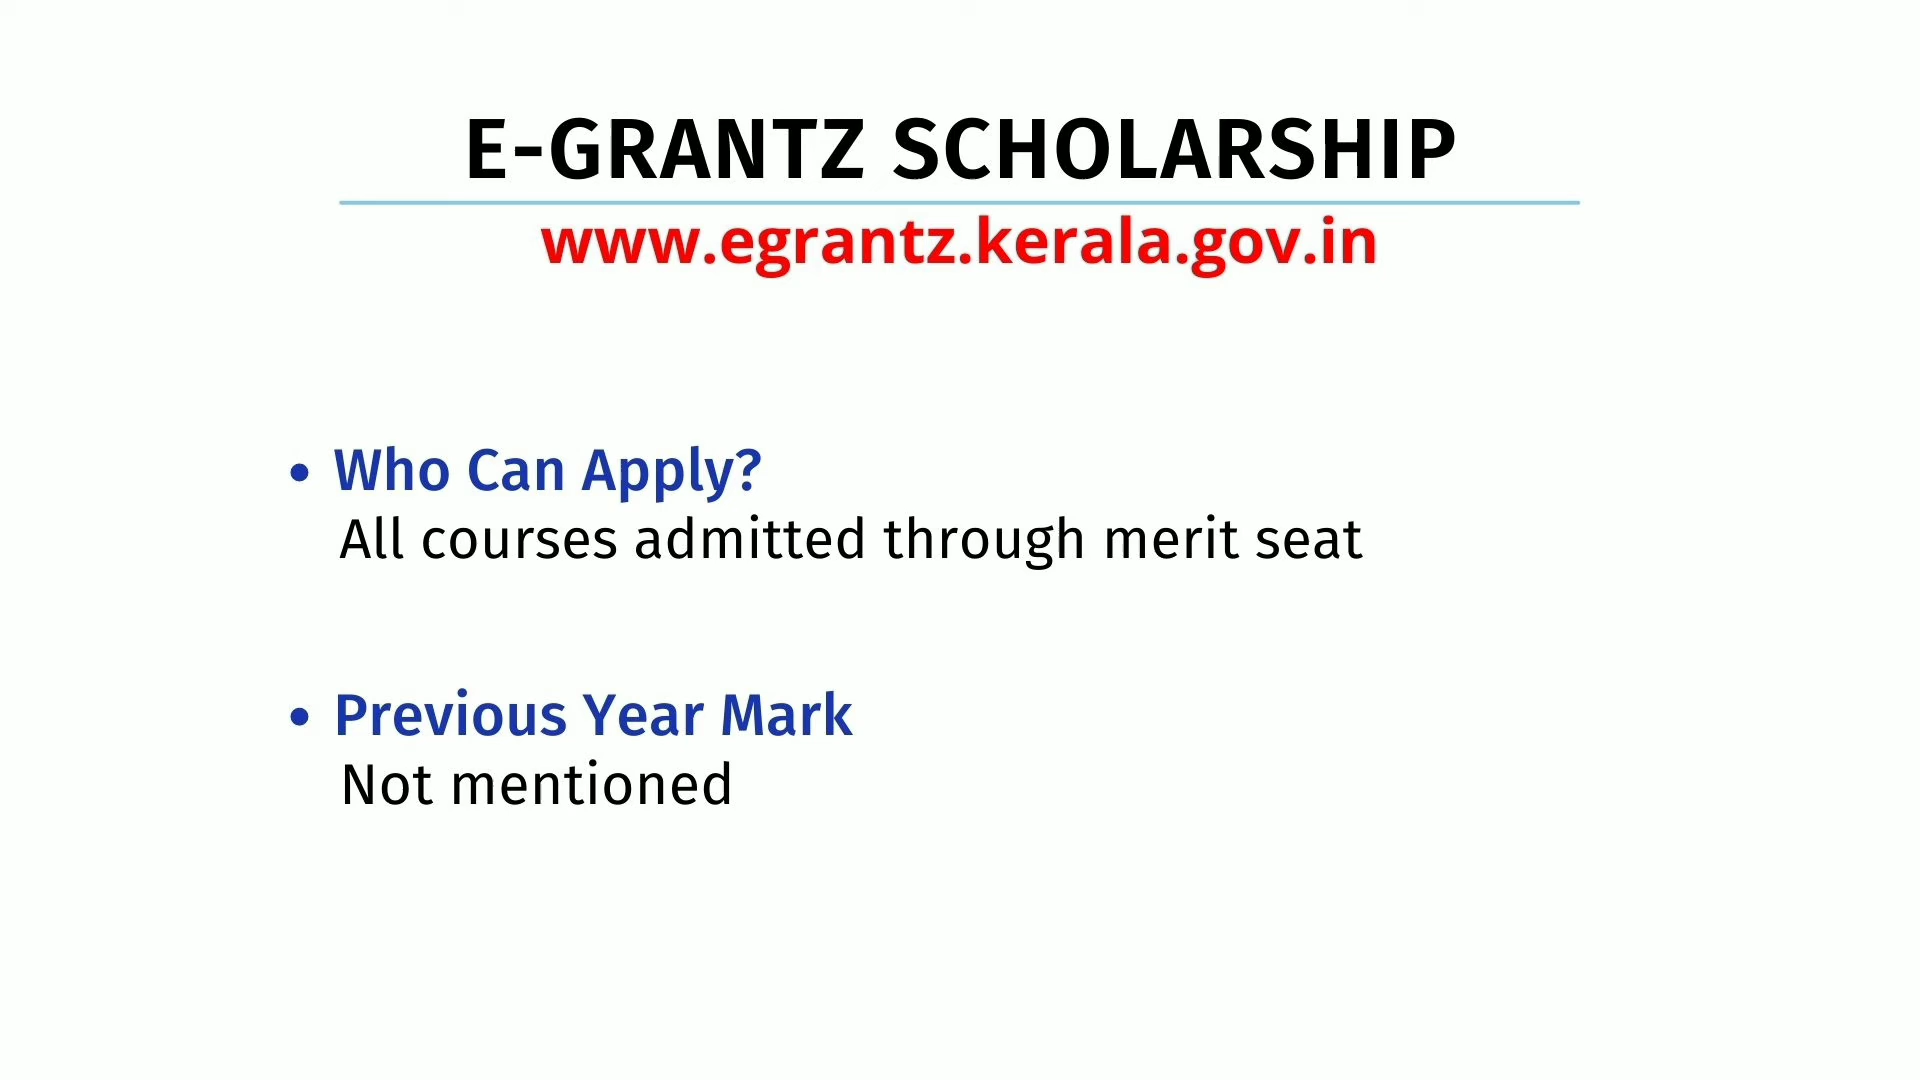 E-GRANTZ SCHOLARSHIP
www.egrantz.kerala.gov.in
• Who Can Apply?
All courses admitted through merit seat
• Previous Year Mark
Not mentioned